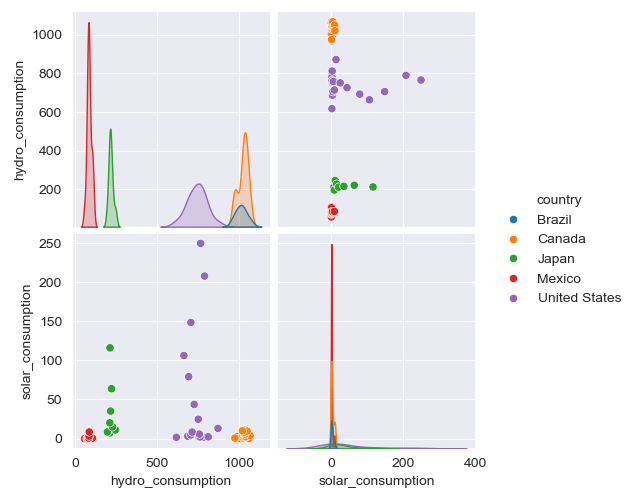 1000
800
600
400
200
hydro_consumption
250
200
150
100
50
0
solar_consumption
0
500
1000
hydro_consumption
0
200
400
solar_consumption
country
Brazil
Canada
Japan
Mexico
United States